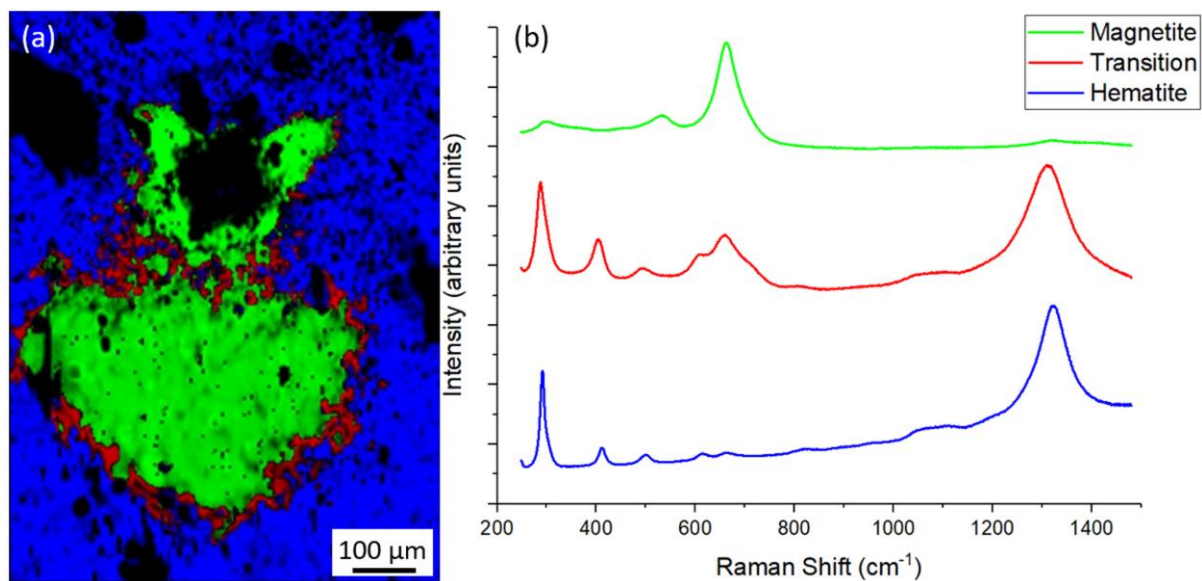 (a)
100 μm
(b)
Magnetite
Transition
Hematite
Intensity (arbitrary units)
200 400 600 800 1000 1200 1400
Raman Shift (cm⁻¹)